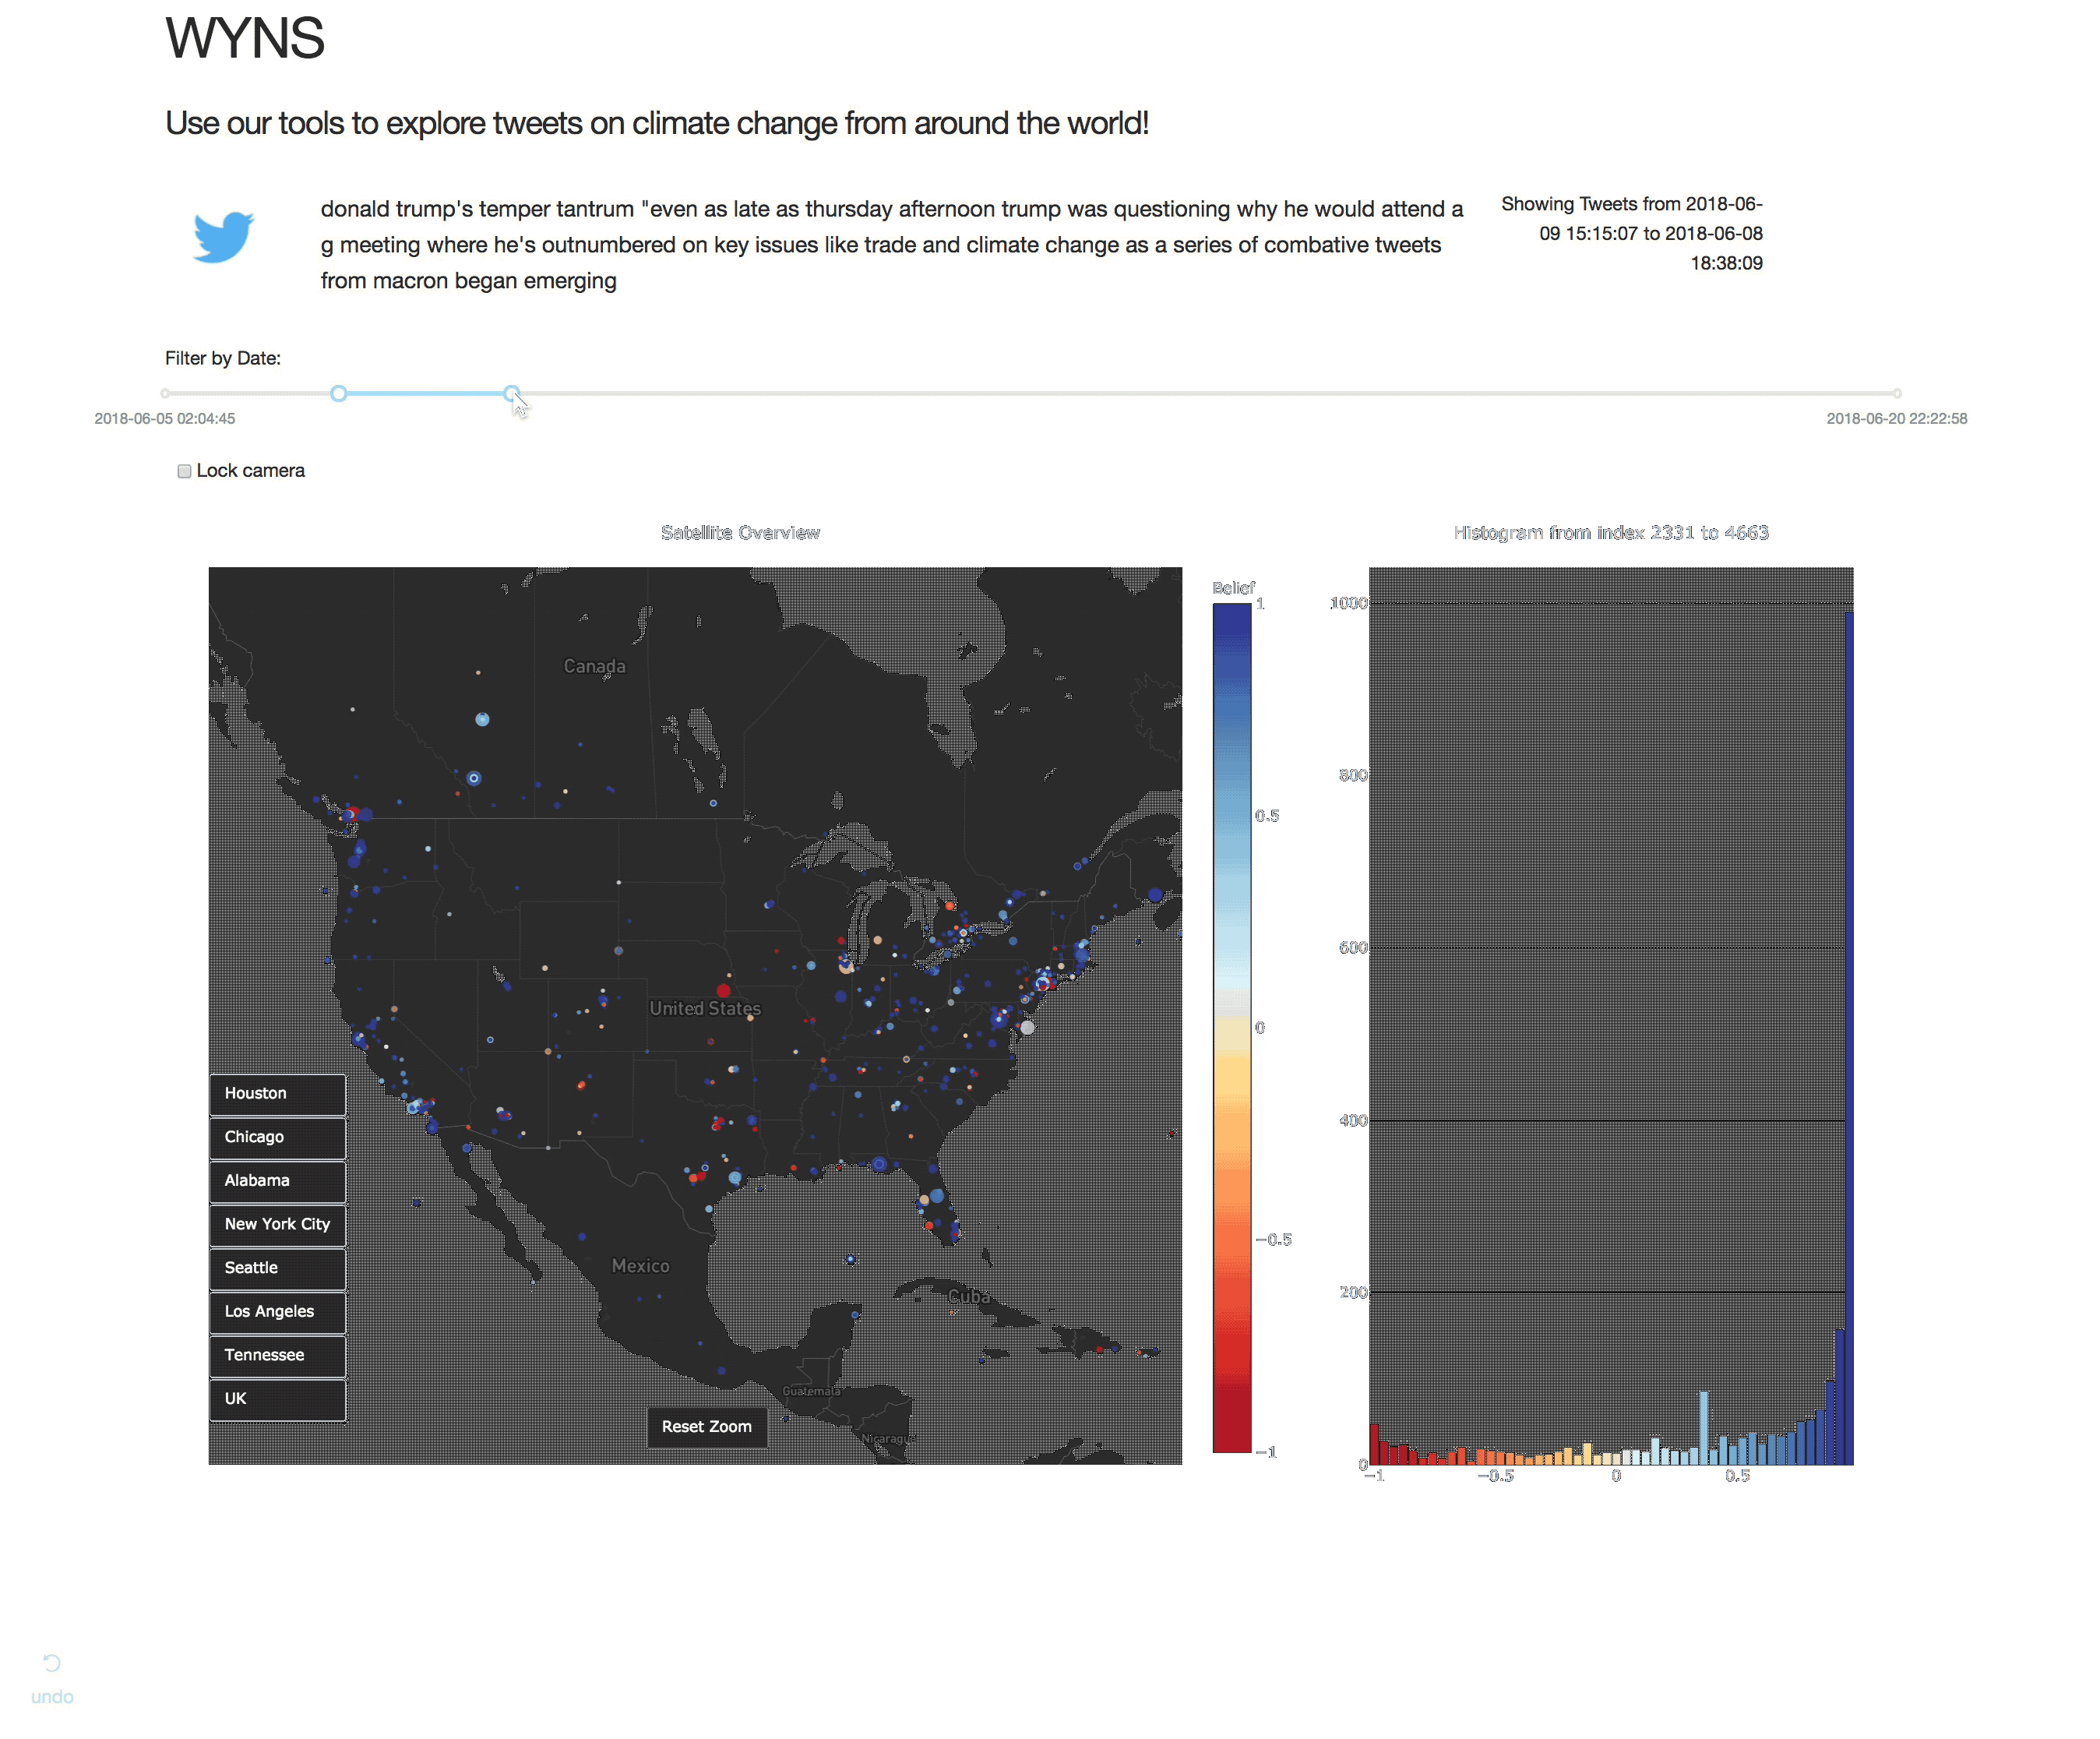 WYNS
Use our tools to explore tweets on climate change from around the world!
donald trump's temper tantrum "even as late as thursday afternoon trump was questioning why he would attend a
g meeting where he's outnumbered on key issues like trade and climate change as a series of combative tweets
from macron began emerging
Showing Tweets from 2018-06-
09 15:15:07 to 2018-06-08
18:38:09
Filter by Date:
2018-06-05 02:04:45
2018-06-20 22:22:58
Lock camera
Satellite Overview
Histogram from index 2331 to 4663
Canada
United States
Mexico
Cuba
Guatemala
Nicaragua
Houston
Chicago
Alabama
New York City
Seattle
Los Angeles
Tennessee
UK
Reset Zoom
Belief
1
0.5
0
−0.5
−1
1000
800
600
400
200
0
−1
−0.5
0
0.5
undo